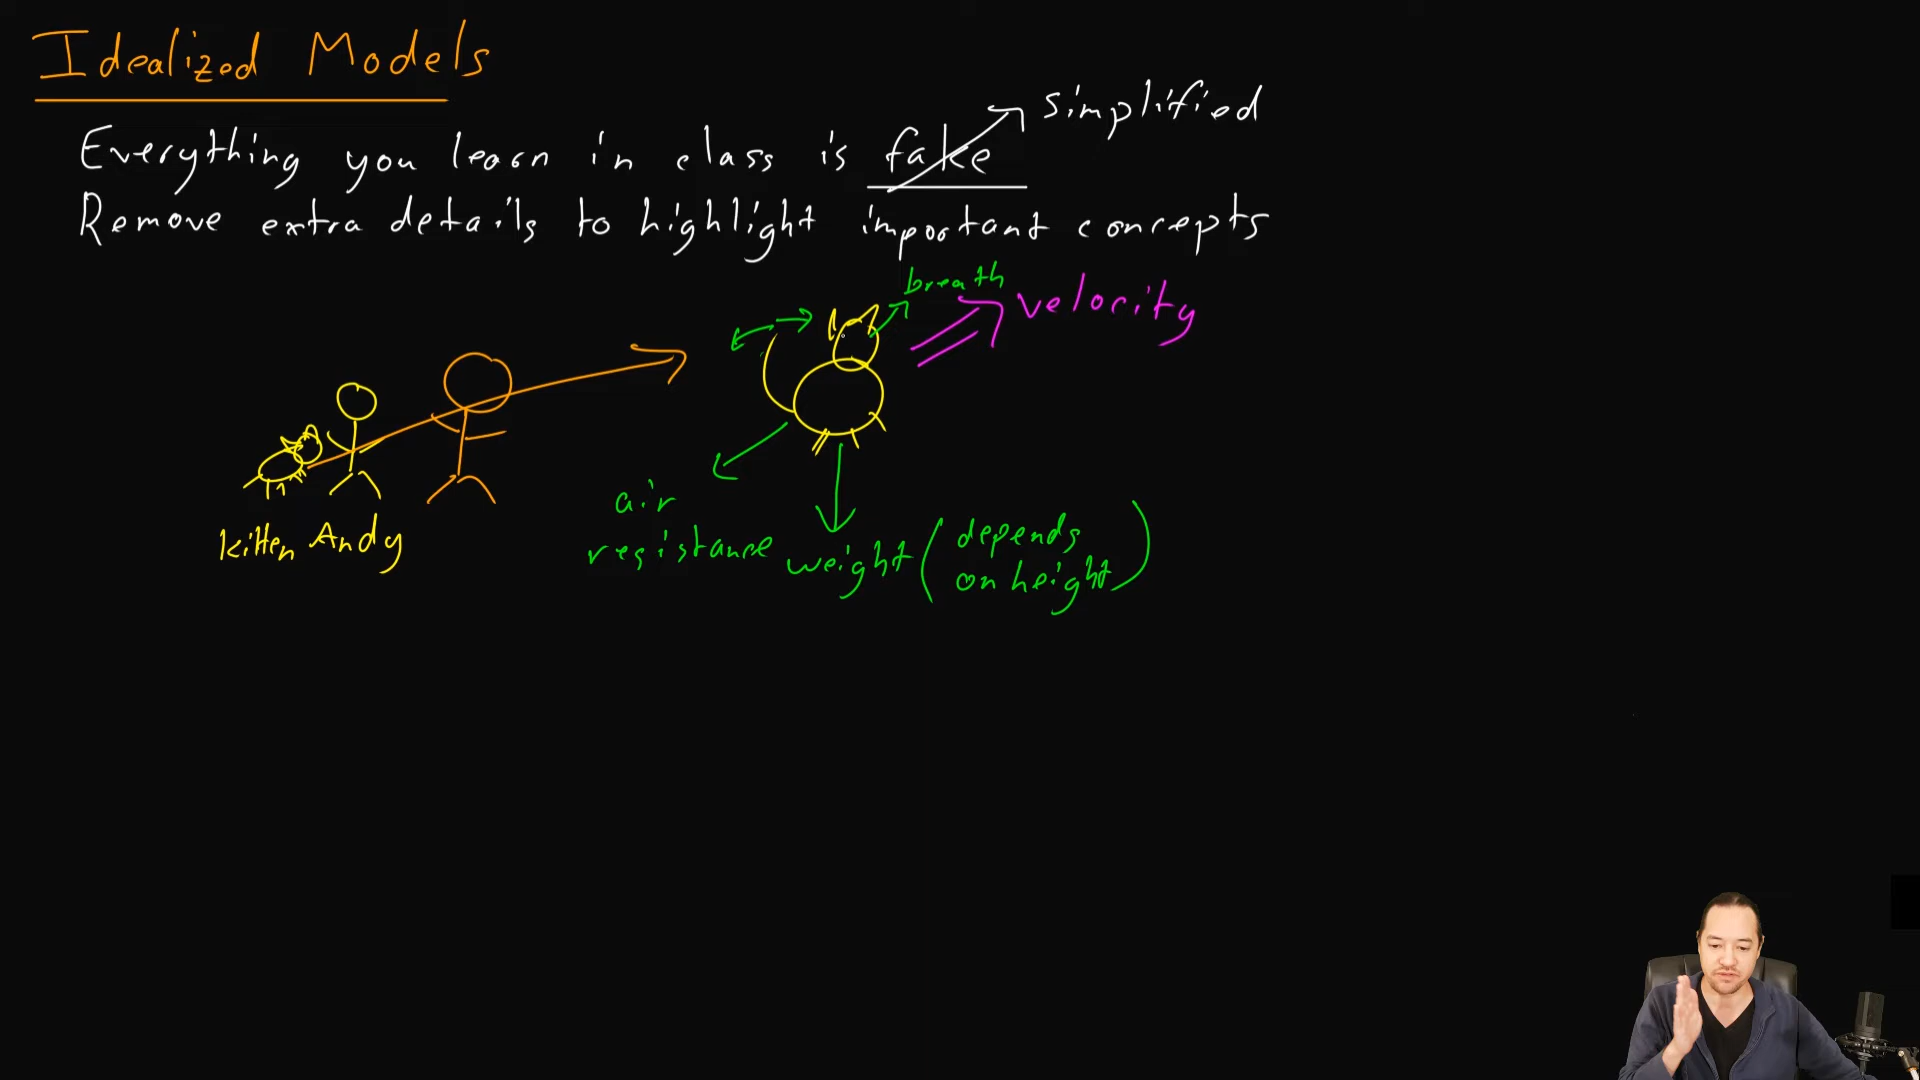 Idealized Models
simplified
Everything you learn in class is fake
Remove extra details to highlight important concepts
breath
velocity
kitten Andy
air
resistance
weight (depends
on height)